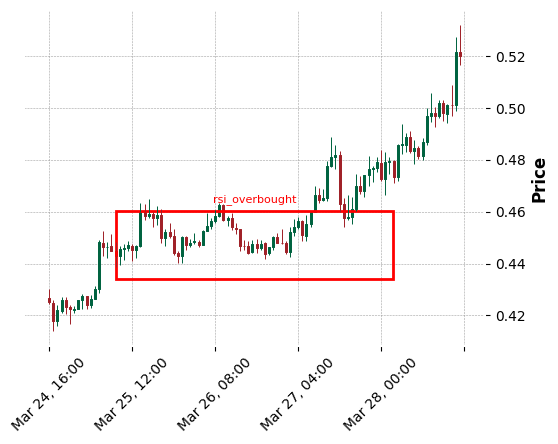 0.52
0.50
0.48
rsi_overbought
0.46
0.44
0.42
Price
Mar 24, 16:00
Mar 25, 12:00
Mar 26, 08:00
Mar 27, 04:00
Mar 28, 00:00